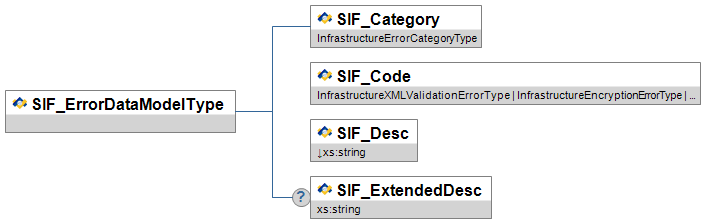 SIF_Category
InfrastructureErrorCategoryType
SIF_Code
InfrastructureXMLValidationErrorType | InfrastructureEncryptionErrorType | ...
SIF_ErrorDataModelType
SIF_Desc
↓xs:string
?
SIF_ExtendedDesc
xs:string